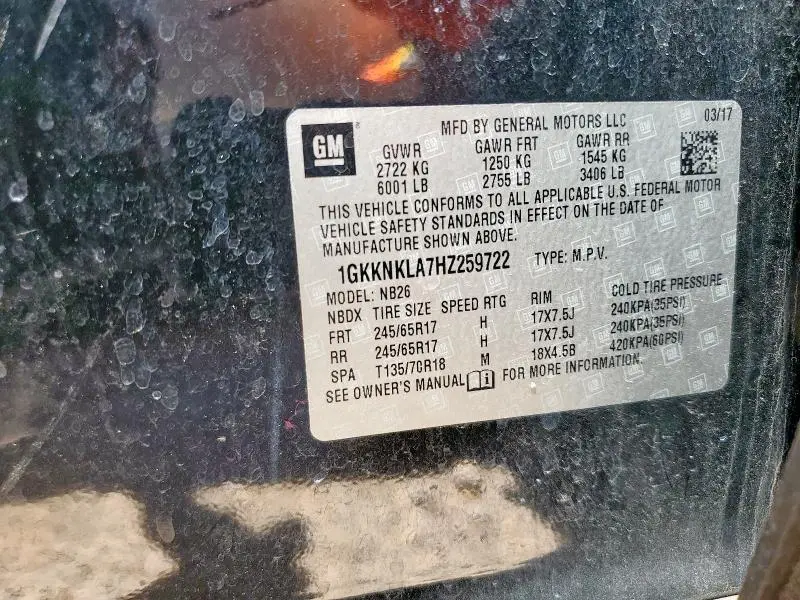 GM
MFD BY GENERAL MOTORS LLC 03/17
GVWR GAWR FRT GAWR RR
2722 KG 1250 KG 1545 KG
6001 LB 2755 LB 3406 LB
THIS VEHICLE CONFORMS TO ALL APPLICABLE U.S. FEDERAL MOTOR
VEHICLE SAFETY STANDARDS IN EFFECT ON THE DATE OF
MANUFACTURE SHOWN ABOVE.
1GKKNKLA7HZ259722 TYPE: M.P.V.
MODEL: NB26
NBDX TIRE SIZE SPEED RTG RIM COLD TIRE PRESSURE
FRT 245/65R17 H 17X7.5J 240KPA(35PSI)
RR 245/65R17 H 17X7.5J 240KPA(35PSI)
SPA T135/70R18 M 18X4.5B 420KPA(60PSI)
SEE OWNER'S MANUAL FOR MORE INFORMATION.